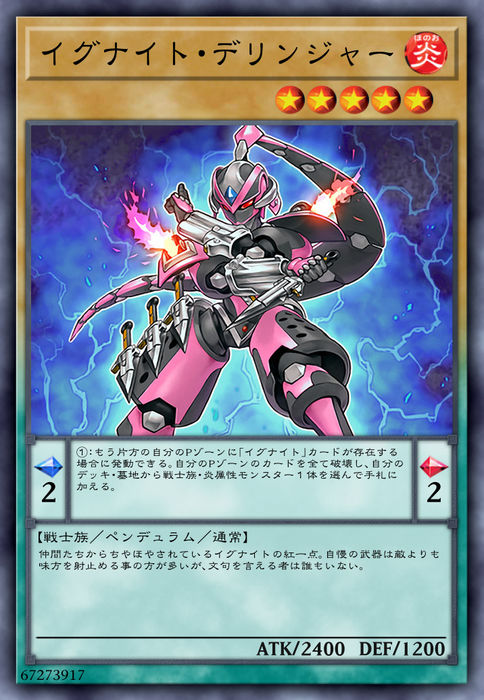 イグナイト・デリンジャー
ほのお
炎
①:もう片方の自分のPゾーンに「イグナイト」カードが存在する
場合に発動できる。自分のPゾーンのカードを全て破壊し、自分の
デッキ・墓地から戦士族・炎属性モンスター１体を選んで手札に
加える。
2
2
【戦士族／ペンデュラム／通常】
仲間たちからちやほやされているイグナイトの紅一点。自慢の武器は敵よりも
味方を射止める事の方が多いが、文句を言える者は誰もいない。
ATK/2400 DEF/1200
67273917